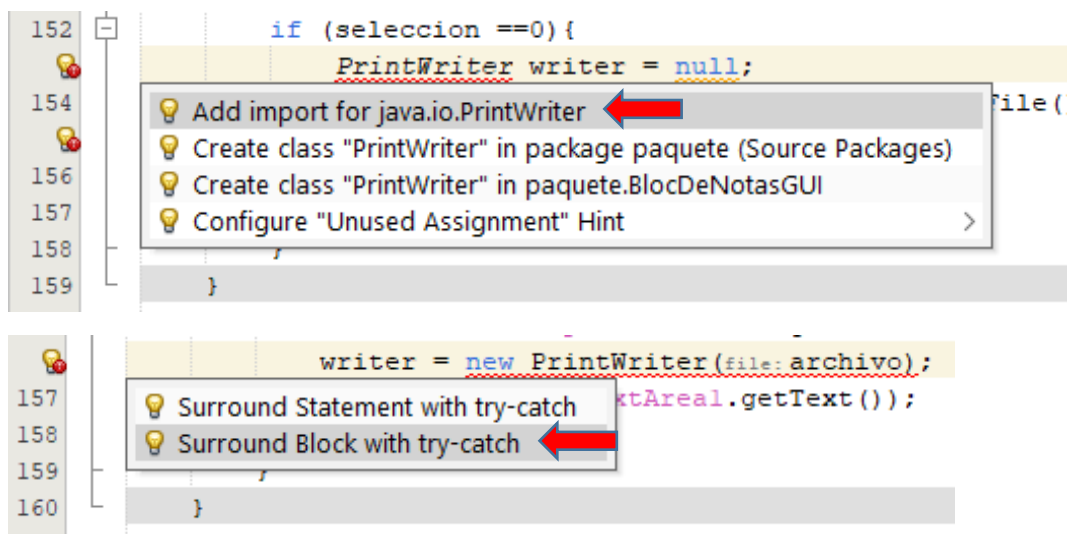 152 if (seleccion ==0){
PrintWriter writer = null;
154 File()
Add import for java.io.PrintWriter
Create class "PrintWriter" in package paquete (Source Packages)
156 Create class "PrintWriter" in paquete.BlocDeNotasGUI
157 Configure "Unused Assignment" Hint >
158 }
159 }
writer = new PrintWriter(file: archivo);
157 xtArea1.getText());
Surround Statement with try-catch
158 Surround Block with try-catch
159 }
160 }